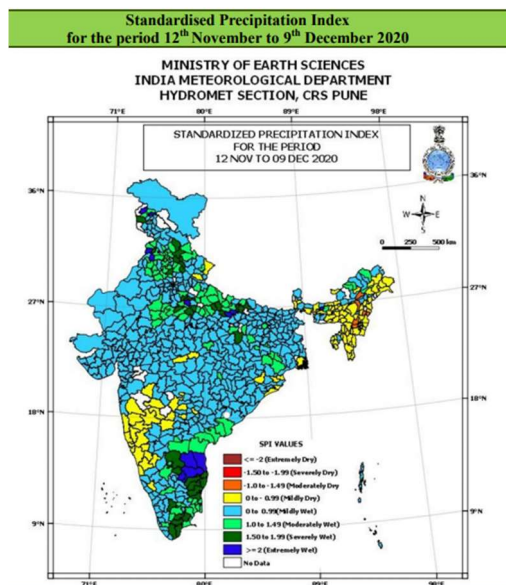 Standardised Precipitation Index
for the period 12th November to 9th December 2020
MINISTRY OF EARTH SCIENCES
INDIA METEOROLOGICAL DEPARTMENT
HYDROMET SECTION, CRS PUNE
71°E 80°E 89°E 98°E
STANDARDIZED PRECIPITATION INDEX
FOR THE PERIOD
12 NOV TO 09 DEC 2020
36°N 36°N
N
W E
S
0 250 500 km
27°N 27°N
18°N 18°N
SPI VALUES
<= -2 (Extremely Dry)
-1.50 to -1.99 (Severely Dry)
-1.0 to -1.49 (Moderately Dry
0 to -0.99 (Mildly Dry)
0 to 0.99(Mildly Wet)
1.0 to 1.49 (Moderately Wet)
1.50 to 1.99 (Severely Wet)
>= 2 (Extremely Wet)
No Data
9°N 9°N
71°E 80°E 89°E 98°E